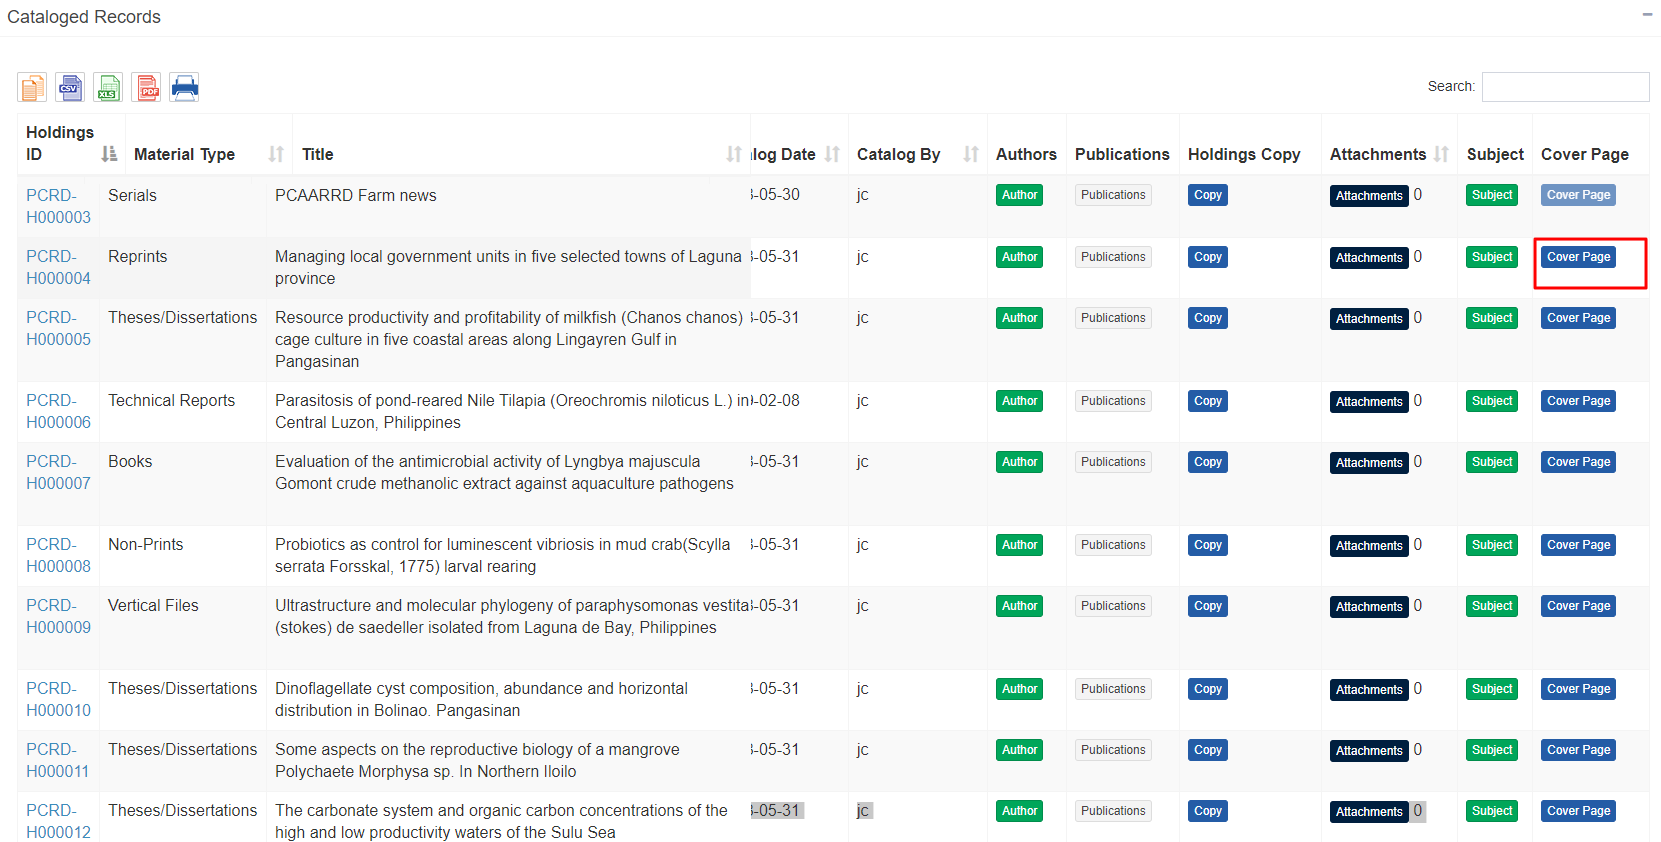 Cataloged Records
CSV
XLS
PDF
Search:
Holdings ID Material Type Title log Date Catalog By Authors Publications Holdings Copy Attachments Subject Cover Page
PCRD- Serials PCAARRD Farm news 3-05-30 jc Author Publications Copy Attachments 0 Subject Cover Page
H000003
PCRD- Reprints Managing local government units in five selected towns of Laguna 3-05-31 jc Author Publications Copy Attachments 0 Subject Cover Page
H000004 province
PCRD- Theses/Dissertations Resource productivity and profitability of milkfish (Chanos chanos) 3-05-31 jc Author Publications Copy Attachments 0 Subject Cover Page
H000005 cage culture in five coastal areas along Lingayren Gulf in
Pangasinan
PCRD- Technical Reports Parasitosis of pond-reared Nile Tilapia (Oreochromis niloticus L.) in 9-02-08 jc Author Publications Copy Attachments 0 Subject Cover Page
H000006 Central Luzon, Philippines
PCRD- Books Evaluation of the antimicrobial activity of Lyngbya majuscula 3-05-31 jc Author Publications Copy Attachments 0 Subject Cover Page
H000007 Gomont crude methanolic extract against aquaculture pathogens
PCRD- Non-Prints Probiotics as control for luminescent vibriosis in mud crab(Scylla 3-05-31 jc Author Publications Copy Attachments 0 Subject Cover Page
H000008 serrata Forsskal, 1775) larval rearing
PCRD- Vertical Files Ultrastructure and molecular phylogeny of paraphysomonas vestita 3-05-31 jc Author Publications Copy Attachments 0 Subject Cover Page
H000009 (stokes) de saedeller isolated from Laguna de Bay, Philippines
PCRD- Theses/Dissertations Dinoflagellate cyst composition, abundance and horizontal 3-05-31 jc Author Publications Copy Attachments 0 Subject Cover Page
H000010 distribution in Bolinao. Pangasinan
PCRD- Theses/Dissertations Some aspects on the reproductive biology of a mangrove 3-05-31 jc Author Publications Copy Attachments 0 Subject Cover Page
H000011 Polychaete Morphysa sp. In Northern Iloilo
PCRD- Theses/Dissertations The carbonate system and organic carbon concentrations of the 3-05-31 jc Author Publications Copy Attachments 0 Subject Cover Page
H000012 high and low productivity waters of the Sulu Sea